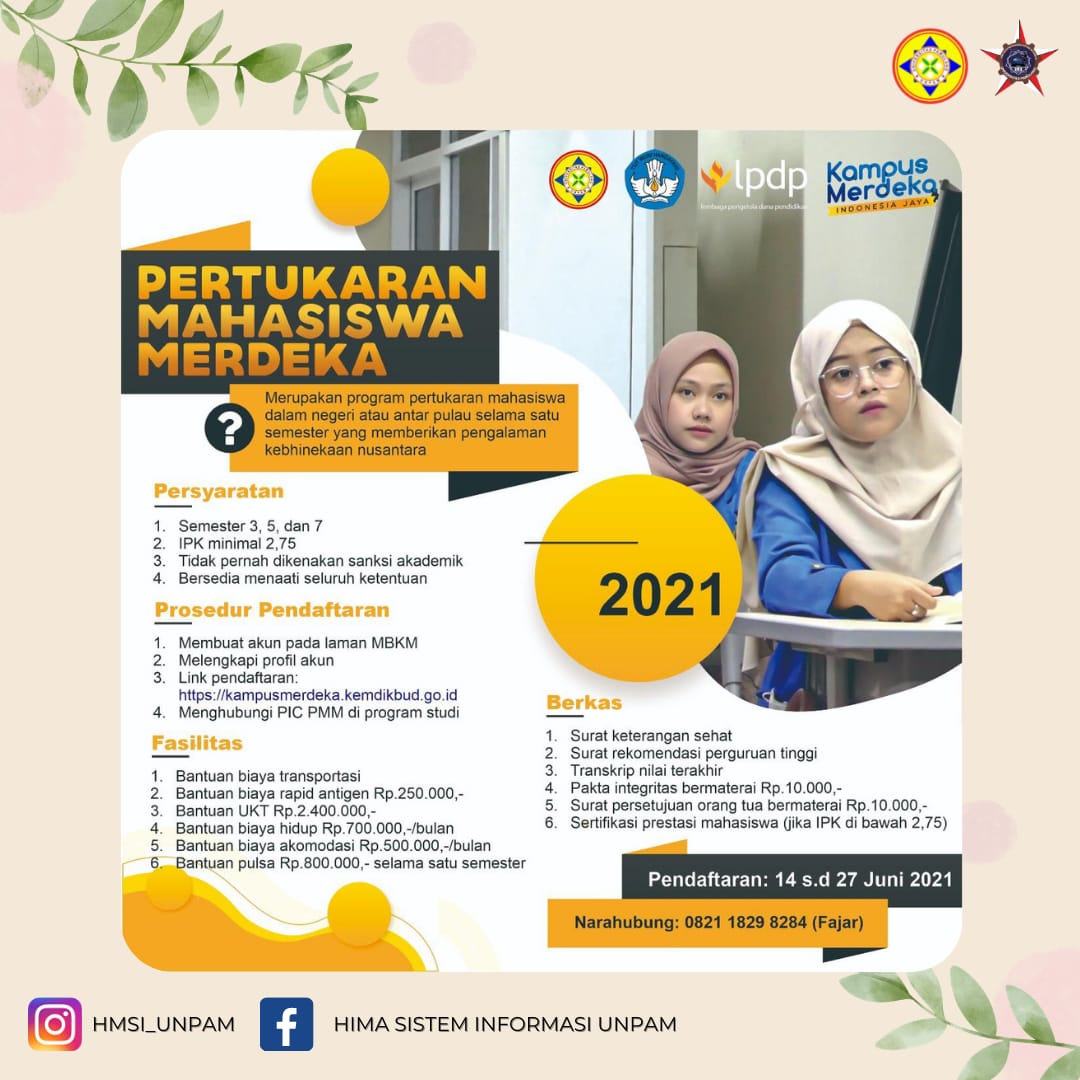 lpdp
lembaga pengelola dana pendidikan
Kampus
Merdeka
INDONESIA JAYA
PERTUKARAN
MAHASISWA
MERDEKA
?
Merupakan program pertukaran mahasiswa
dalam negeri atau antar pulau selama satu
semester yang memberikan pengalaman
kebhinekaan nusantara
Persyaratan
1. Semester 3, 5, dan 7
2. IPK minimal 2,75
3. Tidak pernah dikenakan sanksi akademik
4. Bersedia menaati seluruh ketentuan
Prosedur Pendaftaran
1. Membuat akun pada laman MBKM
2. Melengkapi profil akun
3. Link pendaftaran:
https://kampusmerdeka.kemdikbud.go.id
4. Menghubungi PIC PMM di program studi
Fasilitas
1. Bantuan biaya transportasi
2. Bantuan biaya rapid antigen Rp.250.000,-
3. Bantuan UKT Rp.2.400.000,-
4. Bantuan biaya hidup Rp.700.000,-/bulan
5. Bantuan biaya akomodasi Rp.500.000,-/bulan
6. Bantuan pulsa Rp.800.000,- selama satu semester
2021
Berkas
1. Surat keterangan sehat
2. Surat rekomendasi perguruan tinggi
3. Transkrip nilai terakhir
4. Pakta integritas bermaterai Rp.10.000,-
5. Surat persetujuan orang tua bermaterai Rp.10.000,-
6. Sertifikasi prestasi mahasiswa (jika IPK di bawah 2,75)
Pendaftaran: 14 s.d 27 Juni 2021
Narahubung: 0821 1829 8284 (Fajar)
HMSI_UNPAM
HIMA SISTEM INFORMASI UNPAM